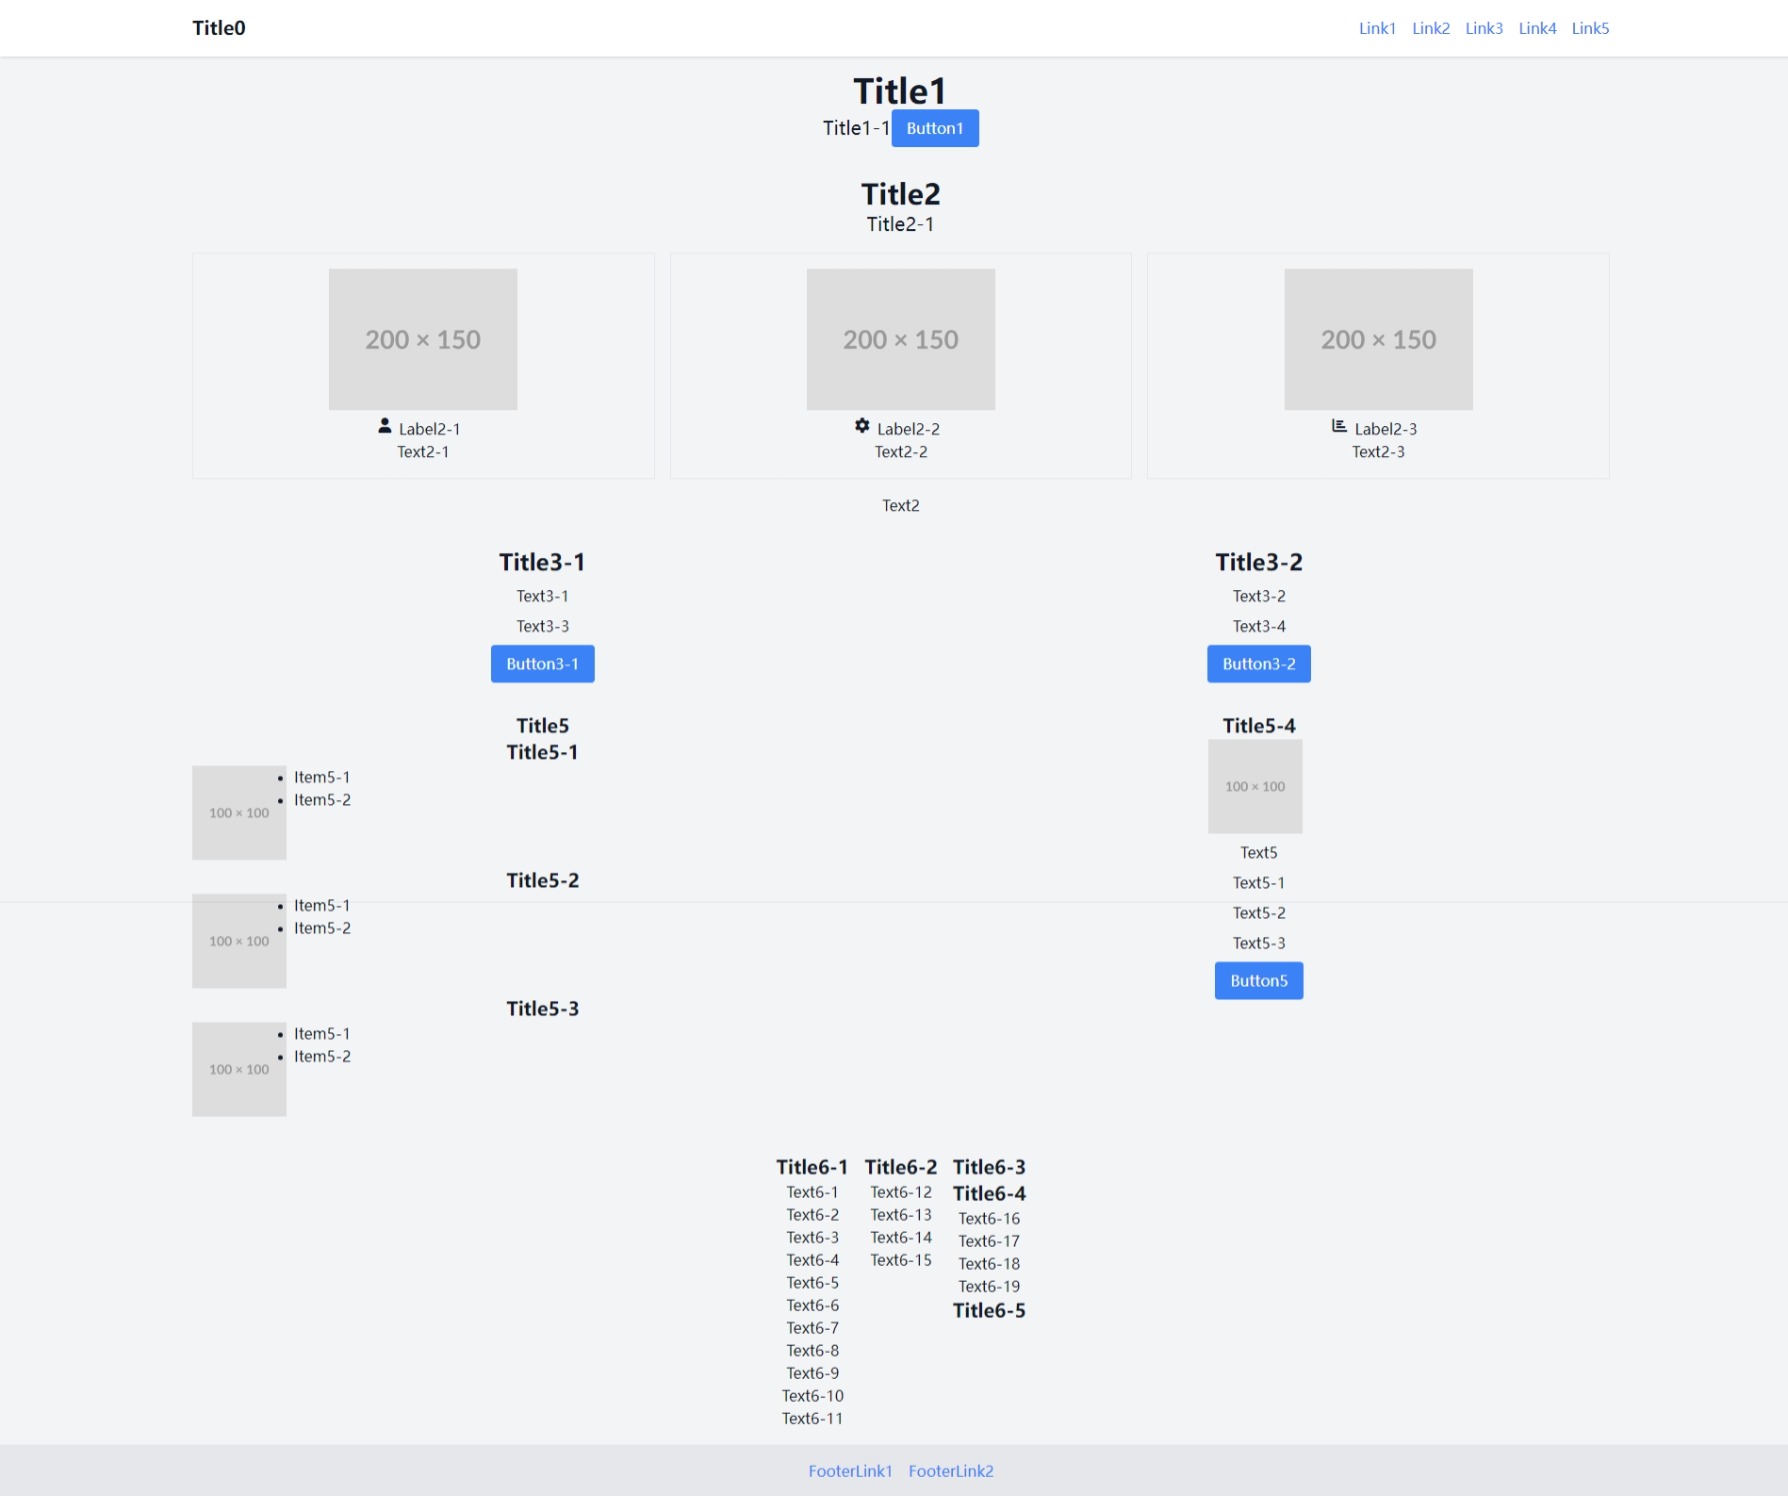 Title0
Link1 Link2 Link3 Link4 Link5
Title1
Title1-1 Button1
Title2
Title2-1
200 × 150
Label2-1
Text2-1
200 × 150
Label2-2
Text2-2
200 × 150
Label2-3
Text2-3
Text2
Title3-1
Text3-1
Text3-3
Button3-1
Title3-2
Text3-2
Text3-4
Button3-2
Title5
Title5-1
100 × 100
Item5-1
Item5-2
Title5-2
100 × 100
Item5-1
Item5-2
Title5-3
100 × 100
Item5-1
Item5-2
Title5-4
100 × 100
Text5
Text5-1
Text5-2
Text5-3
Button5
Title6-1
Text6-1
Text6-2
Text6-3
Text6-4
Text6-5
Text6-6
Text6-7
Text6-8
Text6-9
Text6-10
Text6-11
Title6-2
Text6-12
Text6-13
Text6-14
Text6-15
Title6-3
Title6-4
Text6-16
Text6-17
Text6-18
Text6-19
Title6-5
FooterLink1 FooterLink2